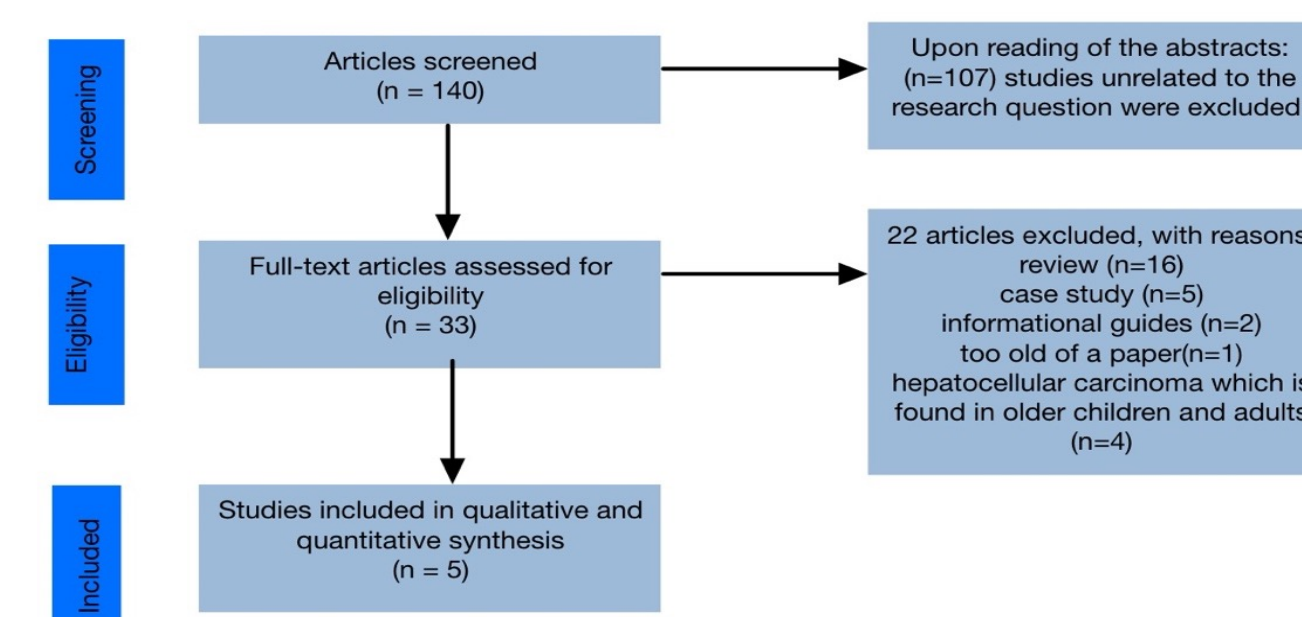 Screening
Articles screened
(n = 140)
Upon reading of the abstracts:
(n=107) studies unrelated to the
research question were excluded
Eligibility
Full-text articles assessed for
eligibility
(n = 33)
22 articles excluded, with reasons
review (n=16)
case study (n=5)
informational guides (n=2)
too old of a paper(n=1)
hepatocellular carcinoma which is
found in older children and adults
(n=4)
Included
Studies included in qualitative and
quantitative synthesis
(n = 5)